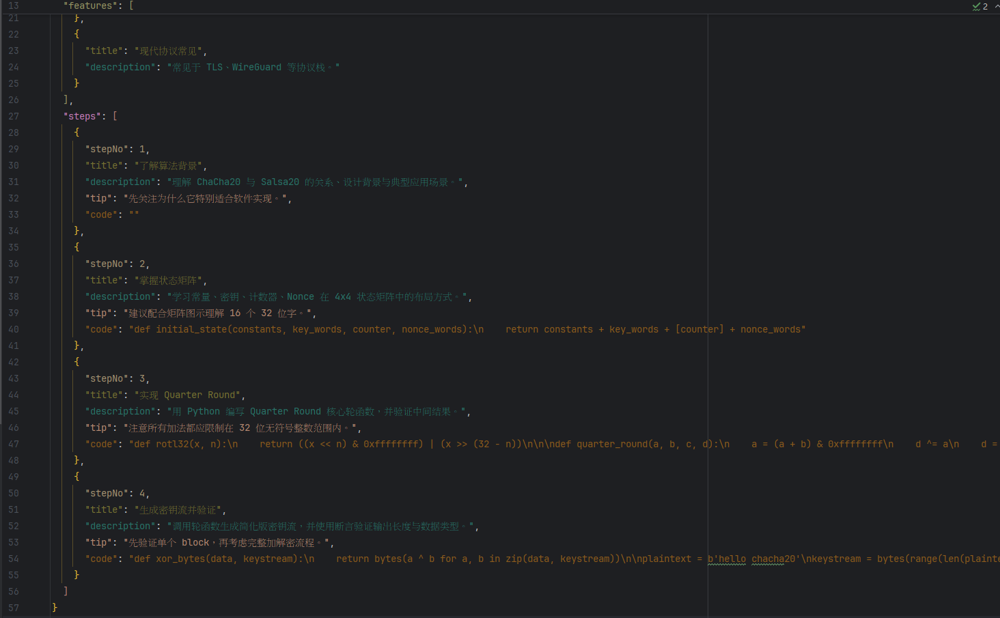 13 "features": [
2
21 },
22 {
23 "title": "现代协议常见",
24 "description": "常见于 TLS、WireGuard 等协议栈。"
25 }
26 ],
27 "steps": [
28 {
29 "stepNo": 1,
30 "title": "了解算法背景",
31 "description": "理解 ChaCha20 与 Salsa20 的关系、设计背景与典型应用场景。",
32 "tip": "先关注为什么它特别适合软件实现。",
33 "code": ""
34 },
35 {
36 "stepNo": 2,
37 "title": "掌握状态矩阵",
38 "description": "学习常量、密钥、计数器、Nonce 在 4x4 状态矩阵中的布局方式。",
39 "tip": "建议配合矩阵图示理解 16 个 32 位字。",
40 "code": "def initial_state(constants, key_words, counter, nonce_words):\n    return constants + key_words + [counter] + nonce_words"
41 },
42 {
43 "stepNo": 3,
44 "title": "实现 Quarter Round",
45 "description": "用 Python 编写 Quarter Round 核心轮函数，并验证中间结果。",
46 "tip": "注意所有加法都应限制在 32 位无符号整数范围内。",
47 "code": "def rotl32(x, n):\n    return ((x << n) & 0xffffffff) | (x >> (32 - n))\n\n\ndef quarter_round(a, b, c, d):\n    a = (a + b) & 0xffffffff\n    d ^= a\n    d =
48 },
49 {
50 "stepNo": 4,
51 "title": "生成密钥流并验证",
52 "description": "调用轮函数生成简化版密钥流，并使用断言验证输出长度与数据类型。",
53 "tip": "先验证单个 block，再考虑完整加解密流程。",
54 "code": "def xor_bytes(data, keystream):\n    return bytes(a ^ b for a, b in zip(data, keystream))\n\nplaintext = b'hello chacha20'\nkeystream = bytes(range(len(plainte
55 }
56 ]
57 }